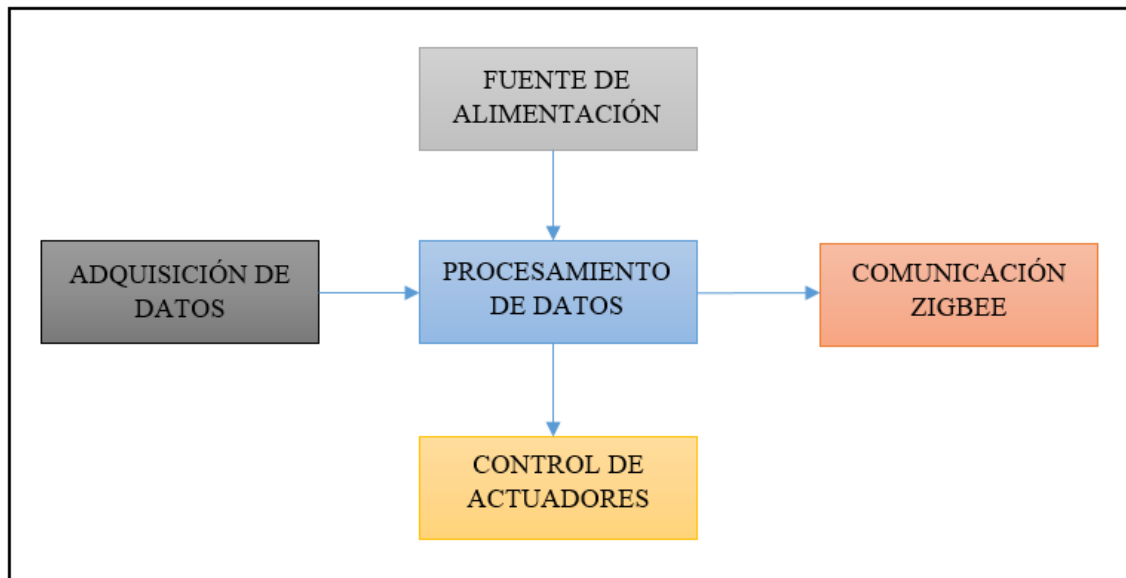 FUENTE DE
ALIMENTACIÓN
ADQUISICIÓN DE
DATOS
PROCESAMIENTO
DE DATOS
COMUNICACIÓN
ZIGBEE
CONTROL DE
ACTUADORES